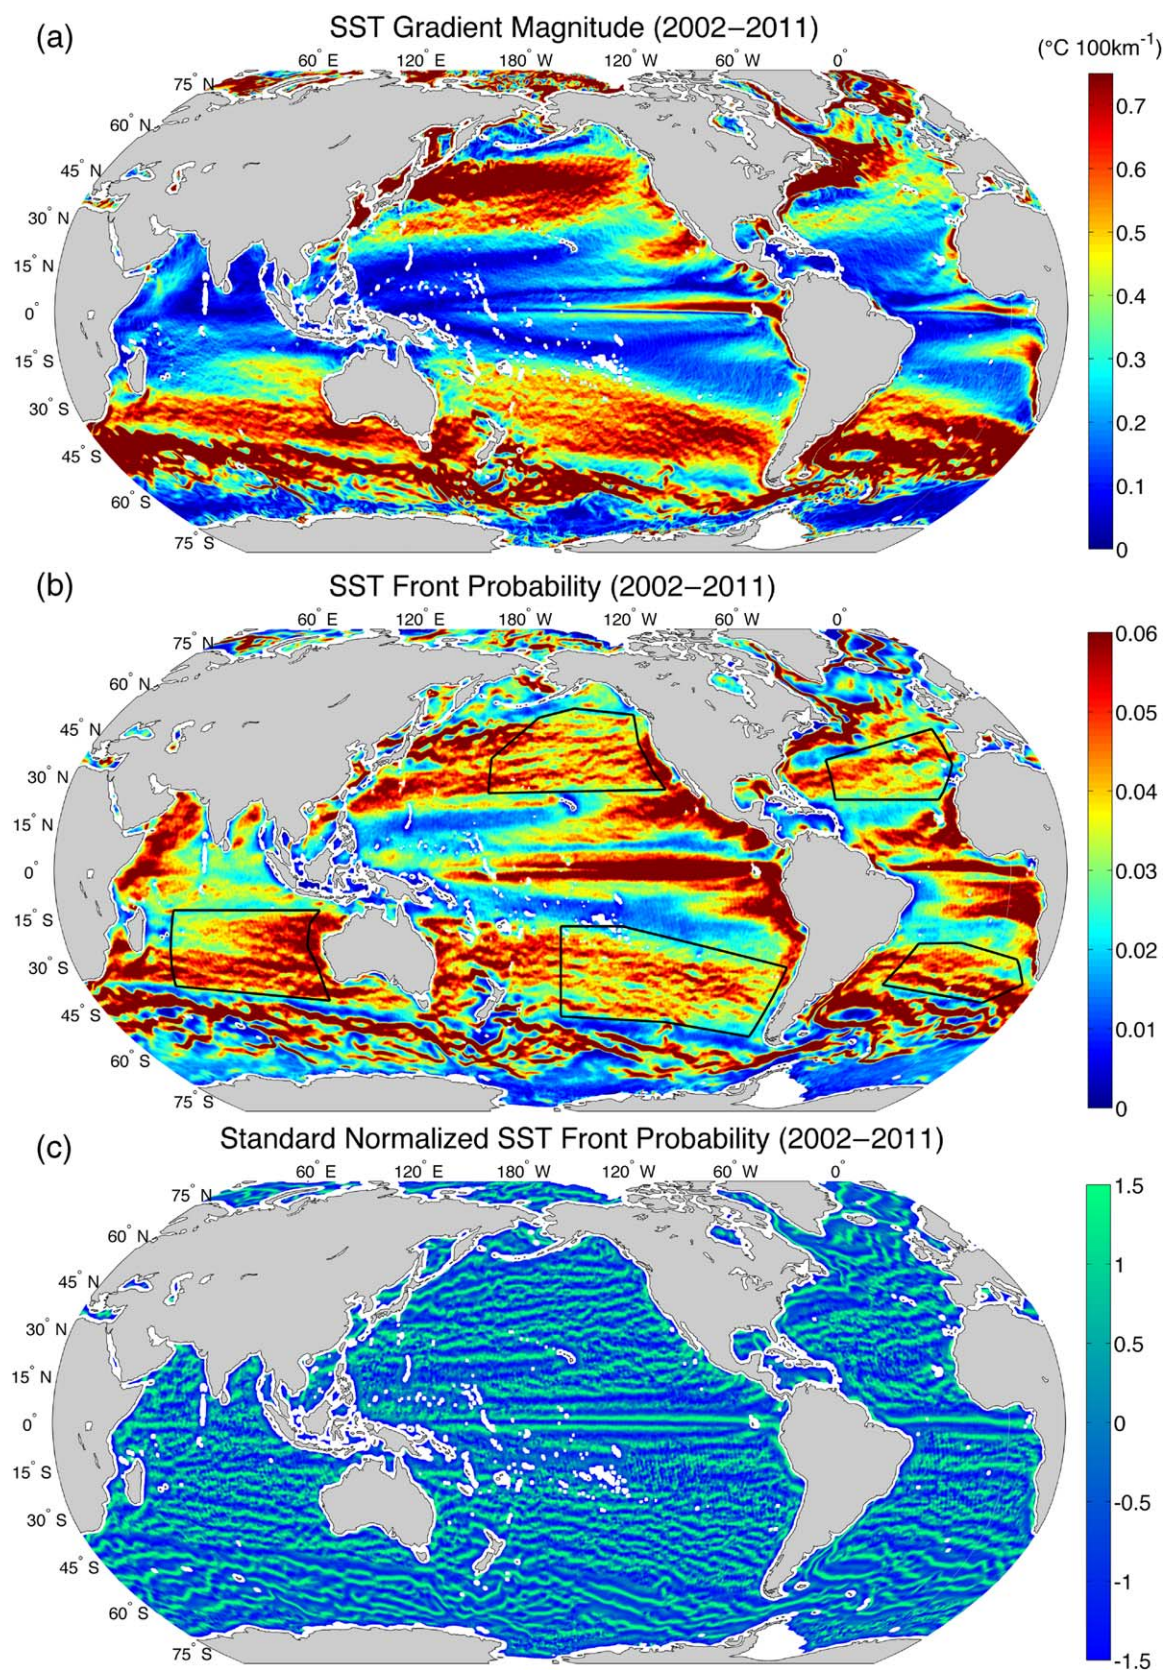 (a)
SST Gradient Magnitude (2002−2011)
(°C 100km⁻¹)
60° E 120° E 180° W 120° W 60° W 0°
75° N
60° N
45° N
30° N
15° N
0°
15° S
30° S
45° S
60° S
75° S
0.7
0.6
0.5
0.4
0.3
0.2
0.1
0
(b)
SST Front Probability (2002−2011)
60° E 120° E 180° W 120° W 60° W 0°
75° N
60° N
45° N
30° N
15° N
0°
15° S
30° S
45° S
60° S
75° S
0.06
0.05
0.04
0.03
0.02
0.01
0
(c)
Standard Normalized SST Front Probability (2002−2011)
60° E 120° E 180° W 120° W 60° W 0°
75° N
60° N
45° N
30° N
15° N
0°
15° S
30° S
45° S
60° S
75° S
1.5
1
0.5
0
-0.5
-1
-1.5